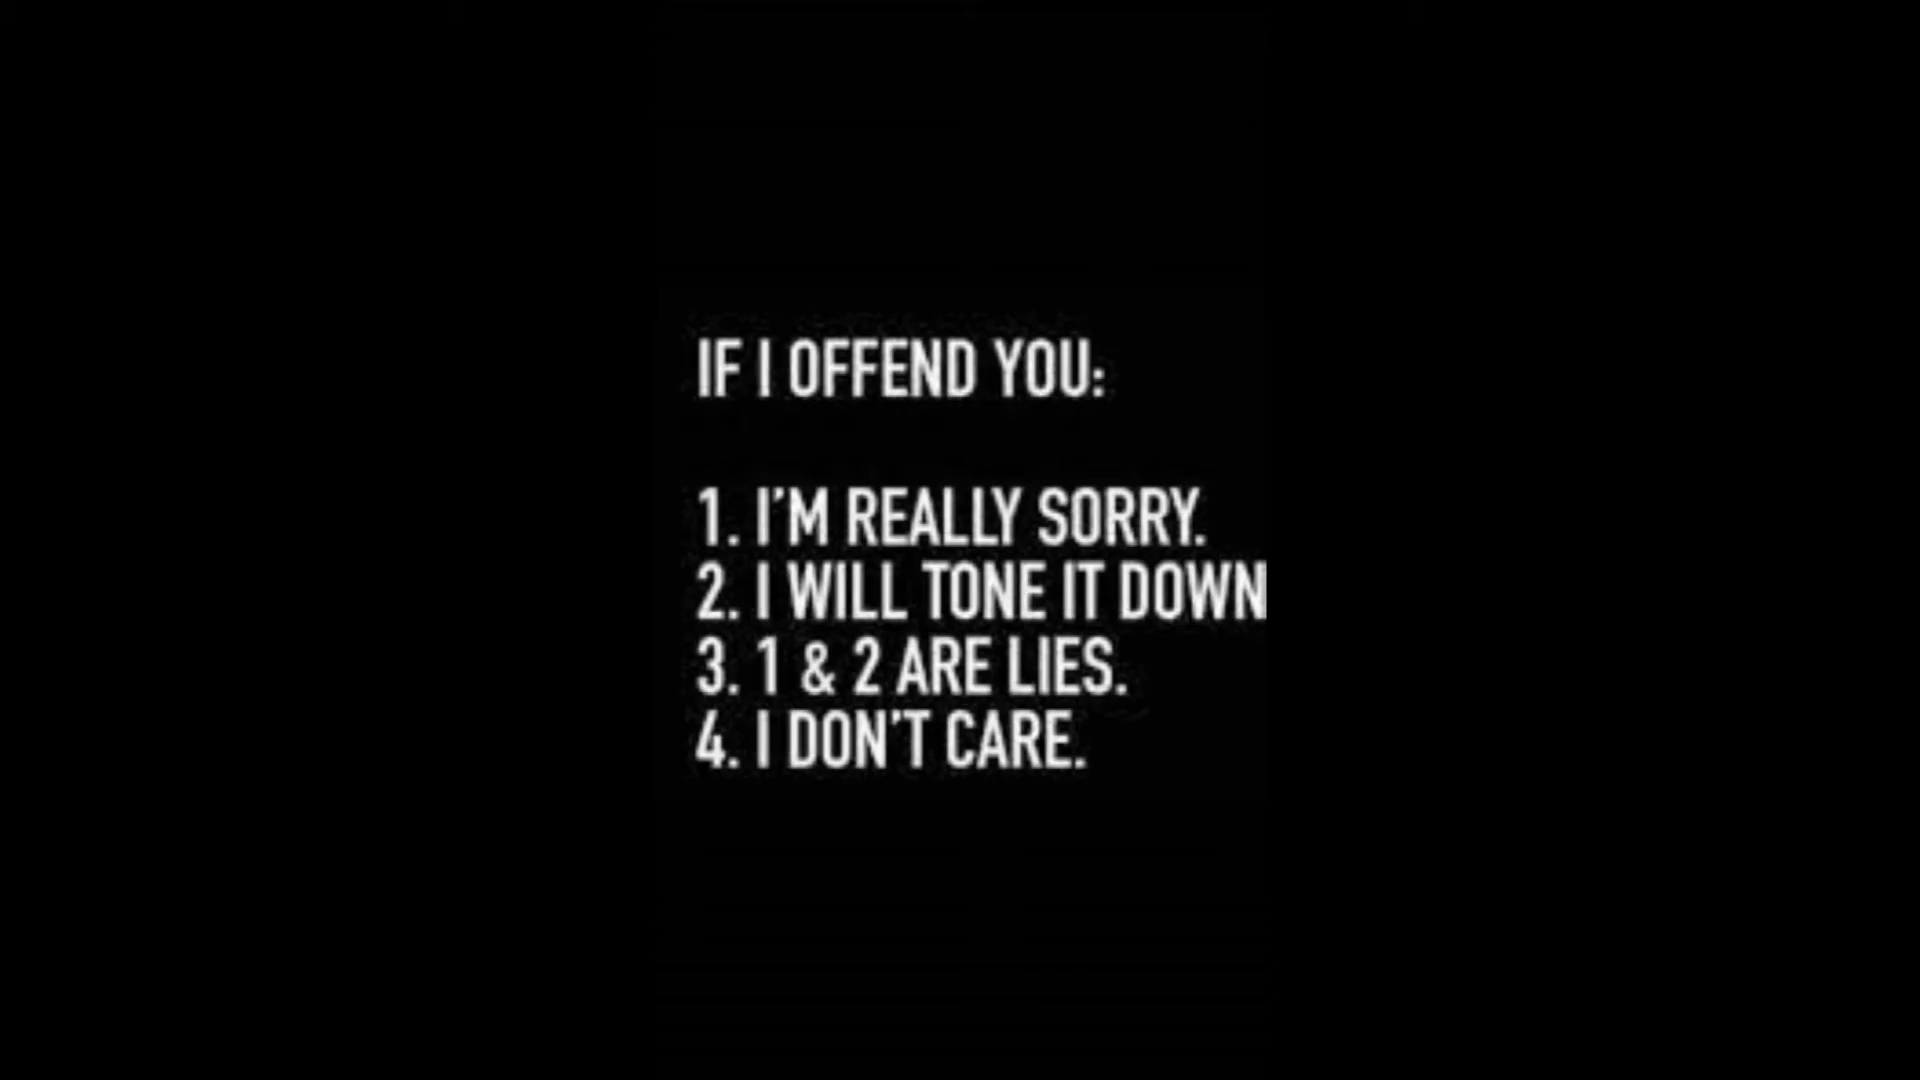 IF I OFFEND YOU:
1. I'M REALLY SORRY.
2. I WILL TONE IT DOWN
3. 1 & 2 ARE LIES.
4. I DON'T CARE.